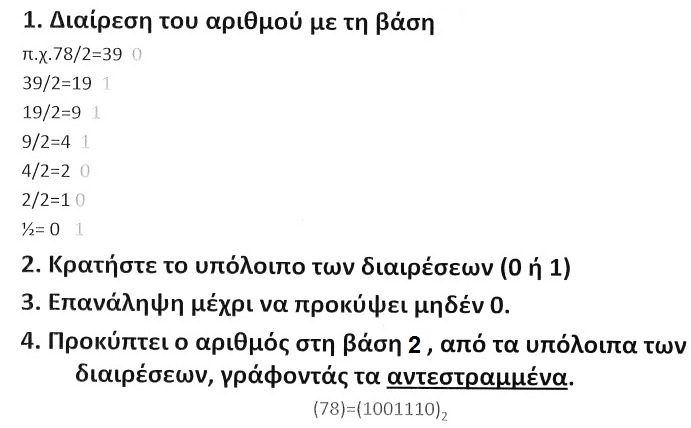 1. Διαίρεση του αριθμού με τη βάση
π.χ.78/2=39 0
39/2=19 1
19/2=9 1
9/2=4 1
4/2=2 0
2/2=1 0
½= 0 1
2. Κρατήστε το υπόλοιπο των διαιρέσεων (0 ή 1)
3. Επανάληψη μέχρι να προκύψει μηδέν 0.
4. Προκύπτει ο αριθμός στη βάση 2 , από τα υπόλοιπα των
διαιρέσεων, γράφοντάς τα αντεστραμμένα.
(78)=(1001110)₂